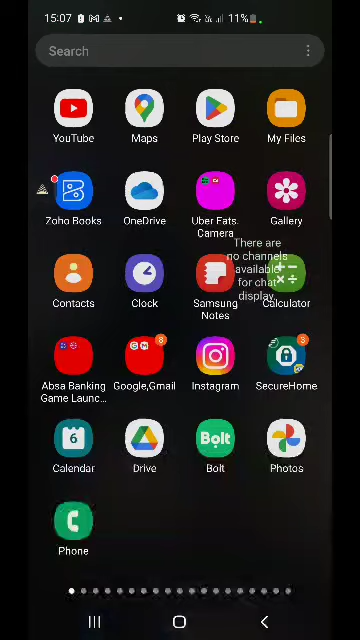 15:07
11%
Search
YouTube
Maps
Play Store
My Files
Zoho Books
OneDrive
Uber Eats.
Camera
Gallery
There are
no channels
available
for chat
display.
Contacts
Clock
Samsung
Notes
Calculator
8
3
Absa Banking
Game Launc...
Google,Gmail
Instagram
SecureHome
6
Bolt
Calendar
Drive
Bolt
Photos
Phone